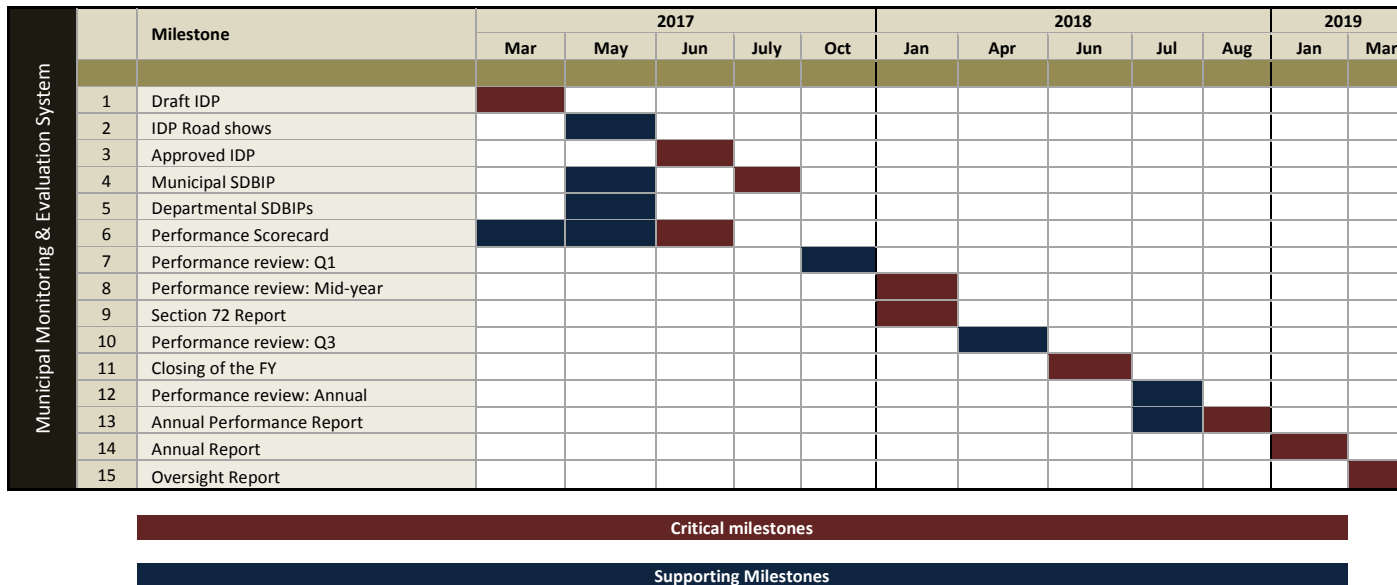 Municipal Monitoring & Evaluation System
Milestone 2017 2018 2019
Mar May Jun July Oct Jan Apr Jun Jul Aug Jan Mar
1 Draft IDP
2 IDP Road shows
3 Approved IDP
4 Municipal SDBIP
5 Departmental SDBIPs
6 Performance Scorecard
7 Performance review: Q1
8 Performance review: Mid-year
9 Section 72 Report
10 Performance review: Q3
11 Closing of the FY
12 Performance review: Annual
13 Annual Performance Report
14 Annual Report
15 Oversight Report
Critical milestones
Supporting Milestones